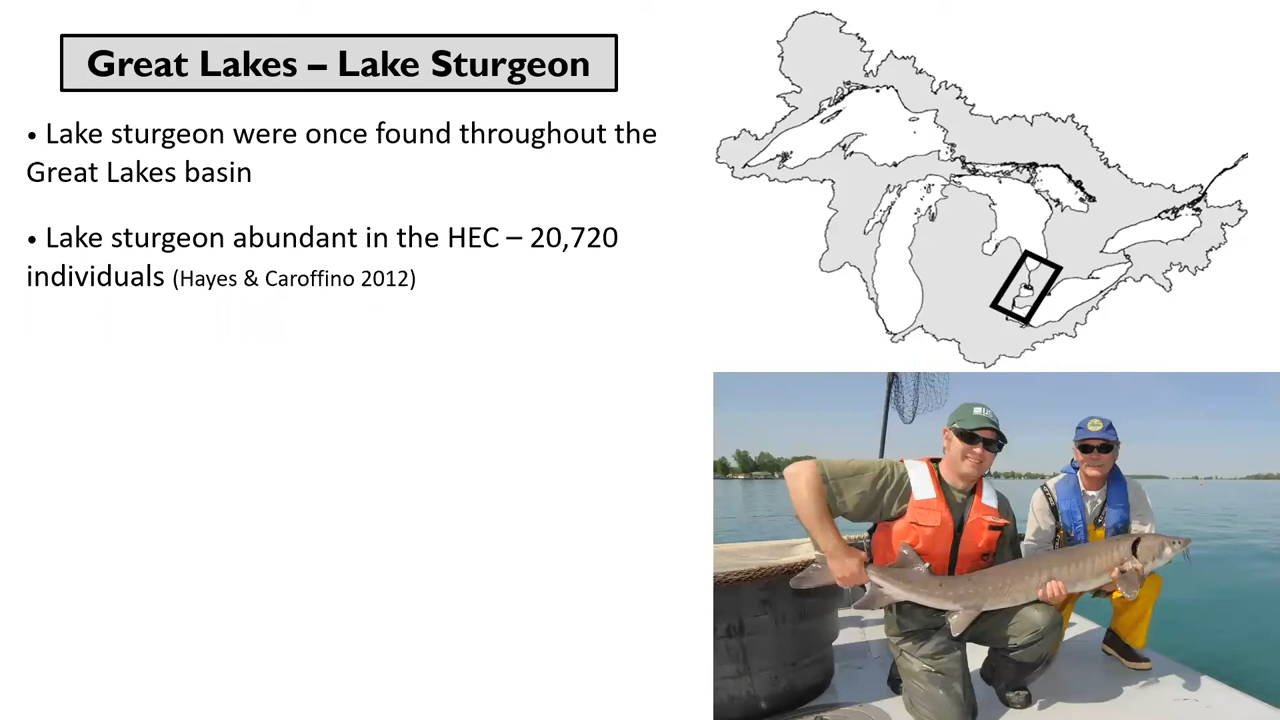 Great Lakes – Lake Sturgeon
• Lake sturgeon were once found throughout the
Great Lakes basin
• Lake sturgeon abundant in the HEC – 20,720
individuals (Hayes & Caroffino 2012)